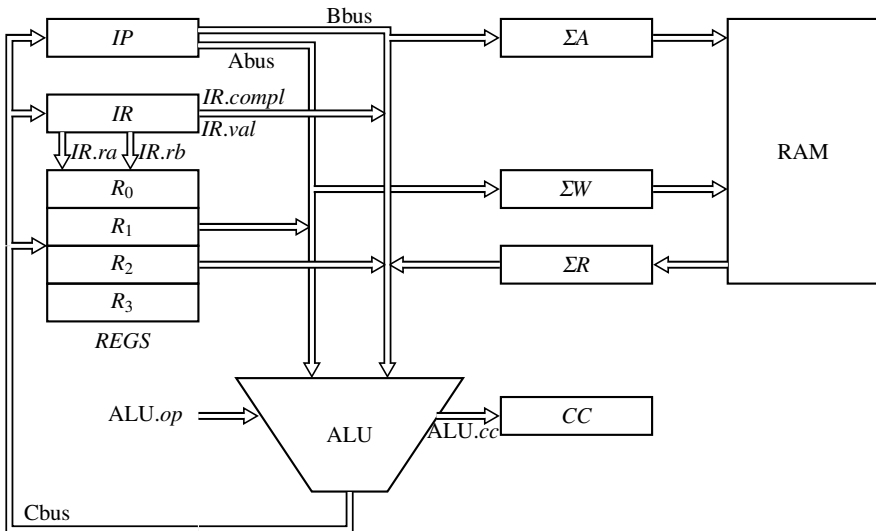 Bbus
IP
ΣA
Abus
IR.compl
IR
IR.val
IR.ra
IR.rb
RAM
R0
ΣW
R1
R2
ΣR
R3
REGS
ALU.op
ALU
ALU.cc
CC
Cbus